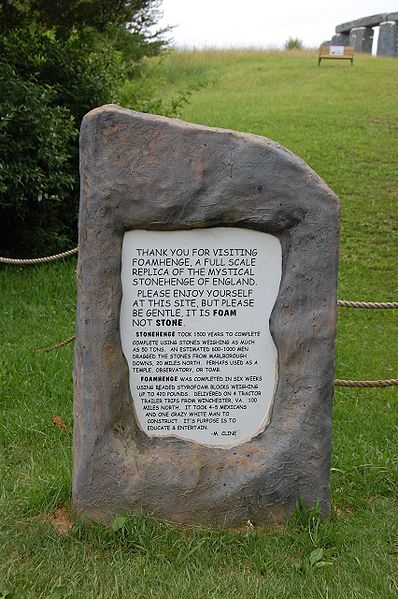 THANK YOU FOR VISITING
FOAMHENGE, A FULL SCALE
REPLICA OF THE MYSTICAL
STONEHENGE OF ENGLAND.
PLEASE ENJOY YOURSELF
AT THIS SITE, BUT PLEASE
BE GENTLE, IT IS FOAM
NOT STONE.
STONEHENGE TOOK 1500 YEARS TO COMPLETE
COMPLETE USING STONES WEIGHING AS MUCH
AS 50 TONS. AN ESTIMATED 600-1000 MEN
DRAGGED THE STONES FROM MARLBOROUGH
DOWNS, 20 MILES NORTH. PERHAPS USED AS A
TEMPLE, OBSERVATORY, OR TOMB.
FOAMHENGE WAS COMPLETED IN SIX WEEKS
USING BEADED STYROFOAM BLOCKS WEIGHING
UP TO 420 POUNDS. DELIVERED ON 4 TRACTOR
TRAILER TRIPS FROM WINCHESTER, VA. 100
MILES NORTH. IT TOOK 4-5 MEXICANS
AND ONE CRAZY WHITE MAN TO
CONSTRUCT. IT'S PURPOSE IS TO
EDUCATE & ENTERTAIN.
-M. CLINE